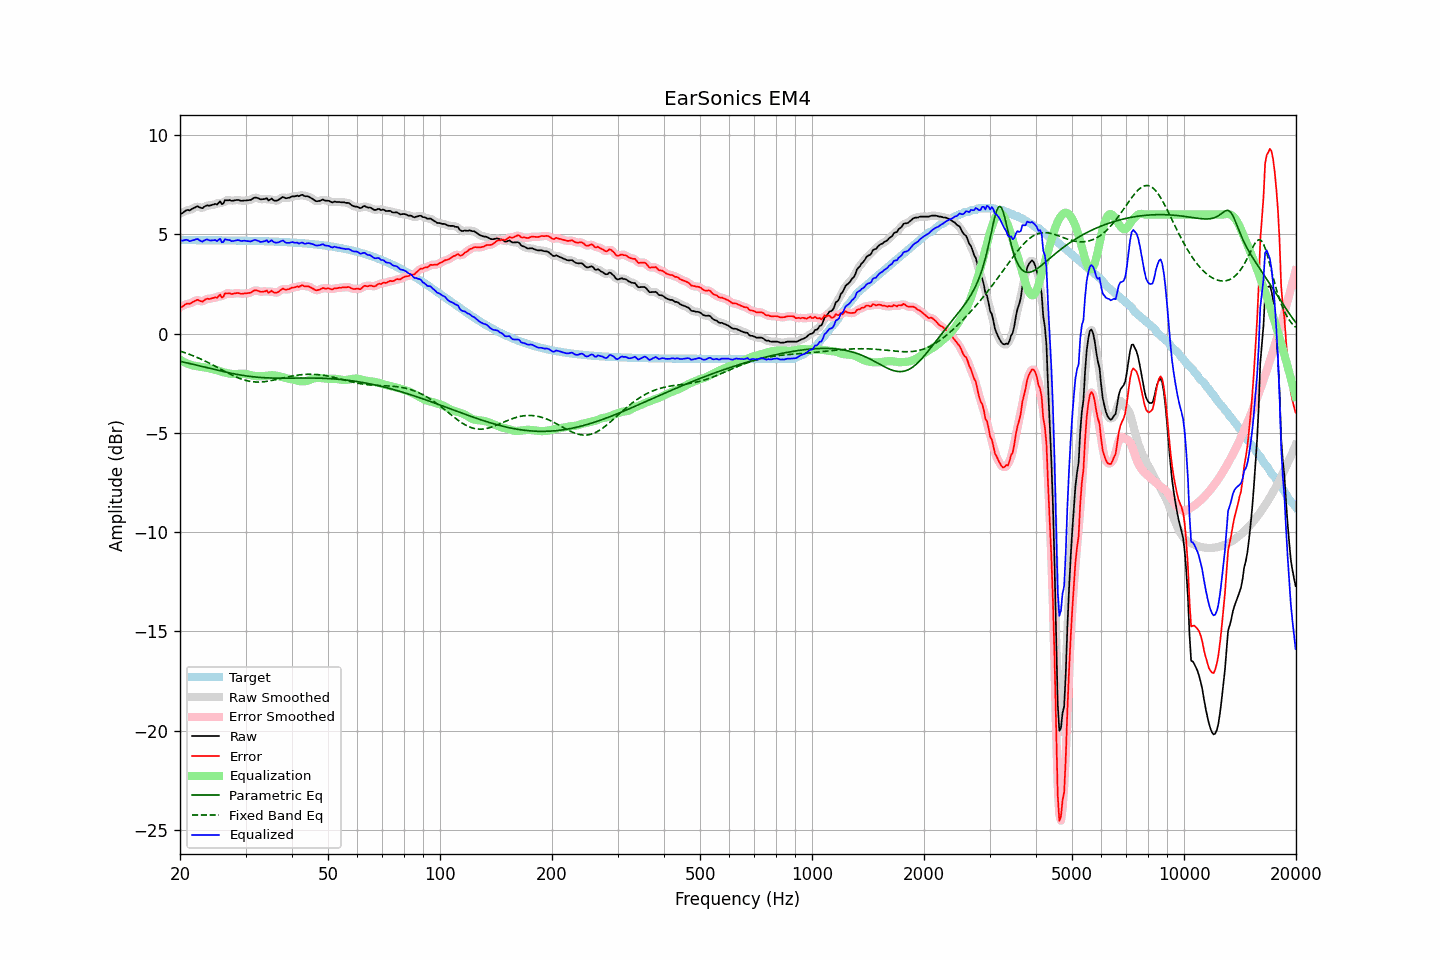 EarSonics EM4
Amplitude (dBr)
10
5
0
−5
−10
−15
−20
−25
Target
Raw Smoothed
Error Smoothed
Raw
Error
Equalization
Parametric Eq
Fixed Band Eq
Equalized
20 50 100 200 500 1000 2000 5000 10000 20000
Frequency (Hz)